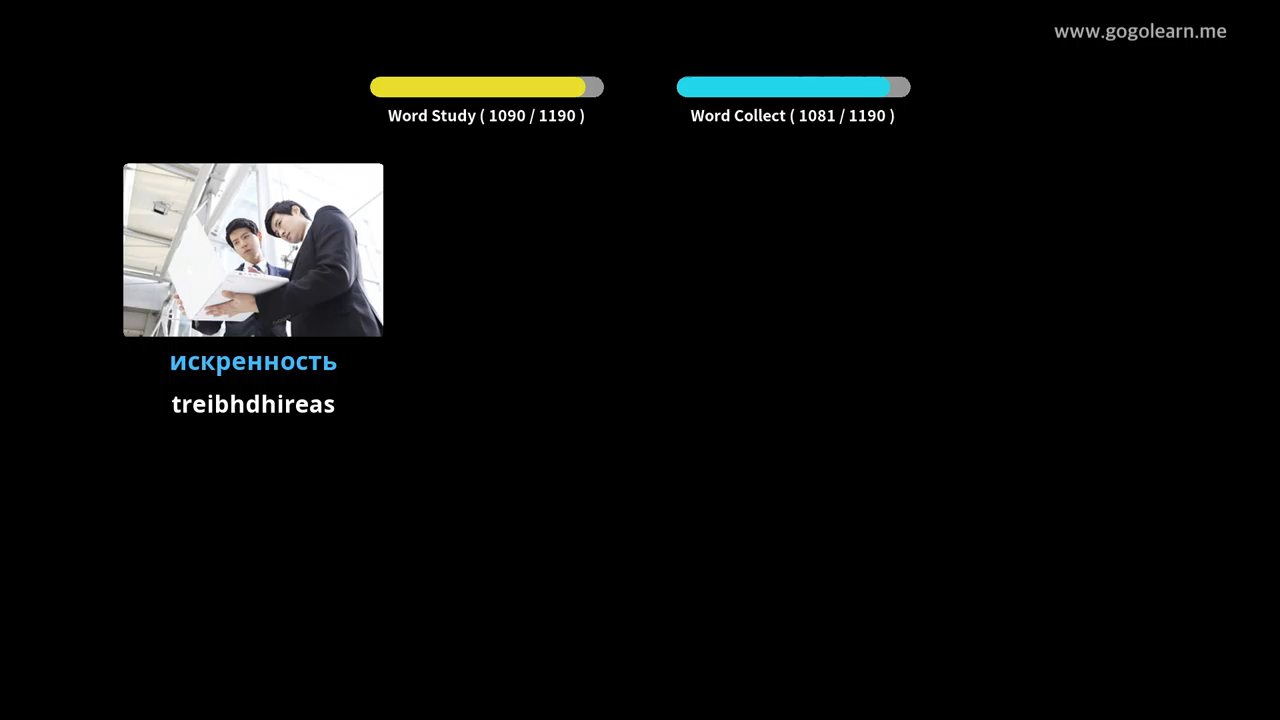 www.gogolearn.me
Word Study ( 1090 / 1190 )
Word Collect ( 1081 / 1190 )
искренность
treibhdhireas